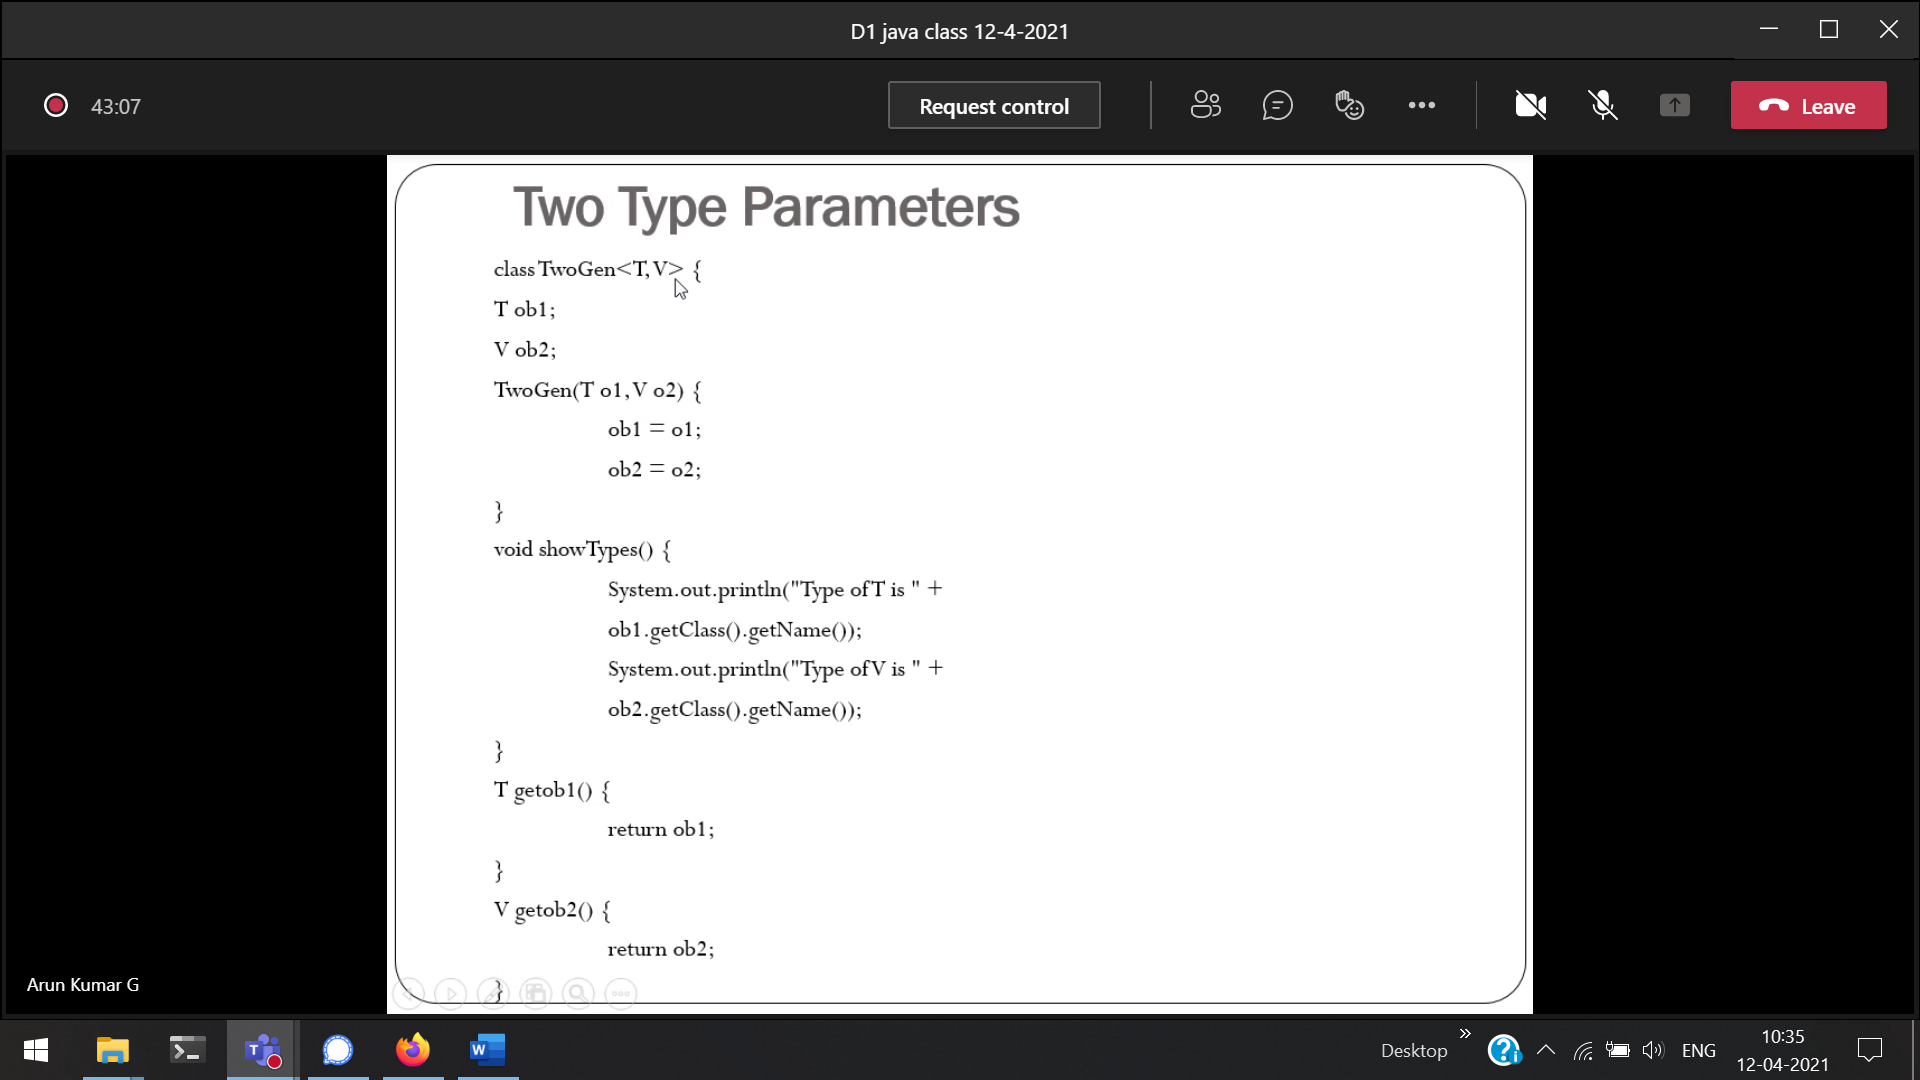 D1 java class 12-4-2021
43:07
Request control
Leave
Two Type Parameters
class TwoGen<T, V> {
T ob1;
V ob2;
TwoGen(T o1, V o2) {
ob1 = o1;
ob2 = o2;
}
void showTypes() {
System.out.println("Type of T is " +
ob1.getClass().getName());
System.out.println("Type of V is " +
ob2.getClass().getName());
}
T getob1() {
return ob1;
}
V getob2() {
return ob2;
}
Arun Kumar G
Desktop
ENG
10:35
12-04-2021